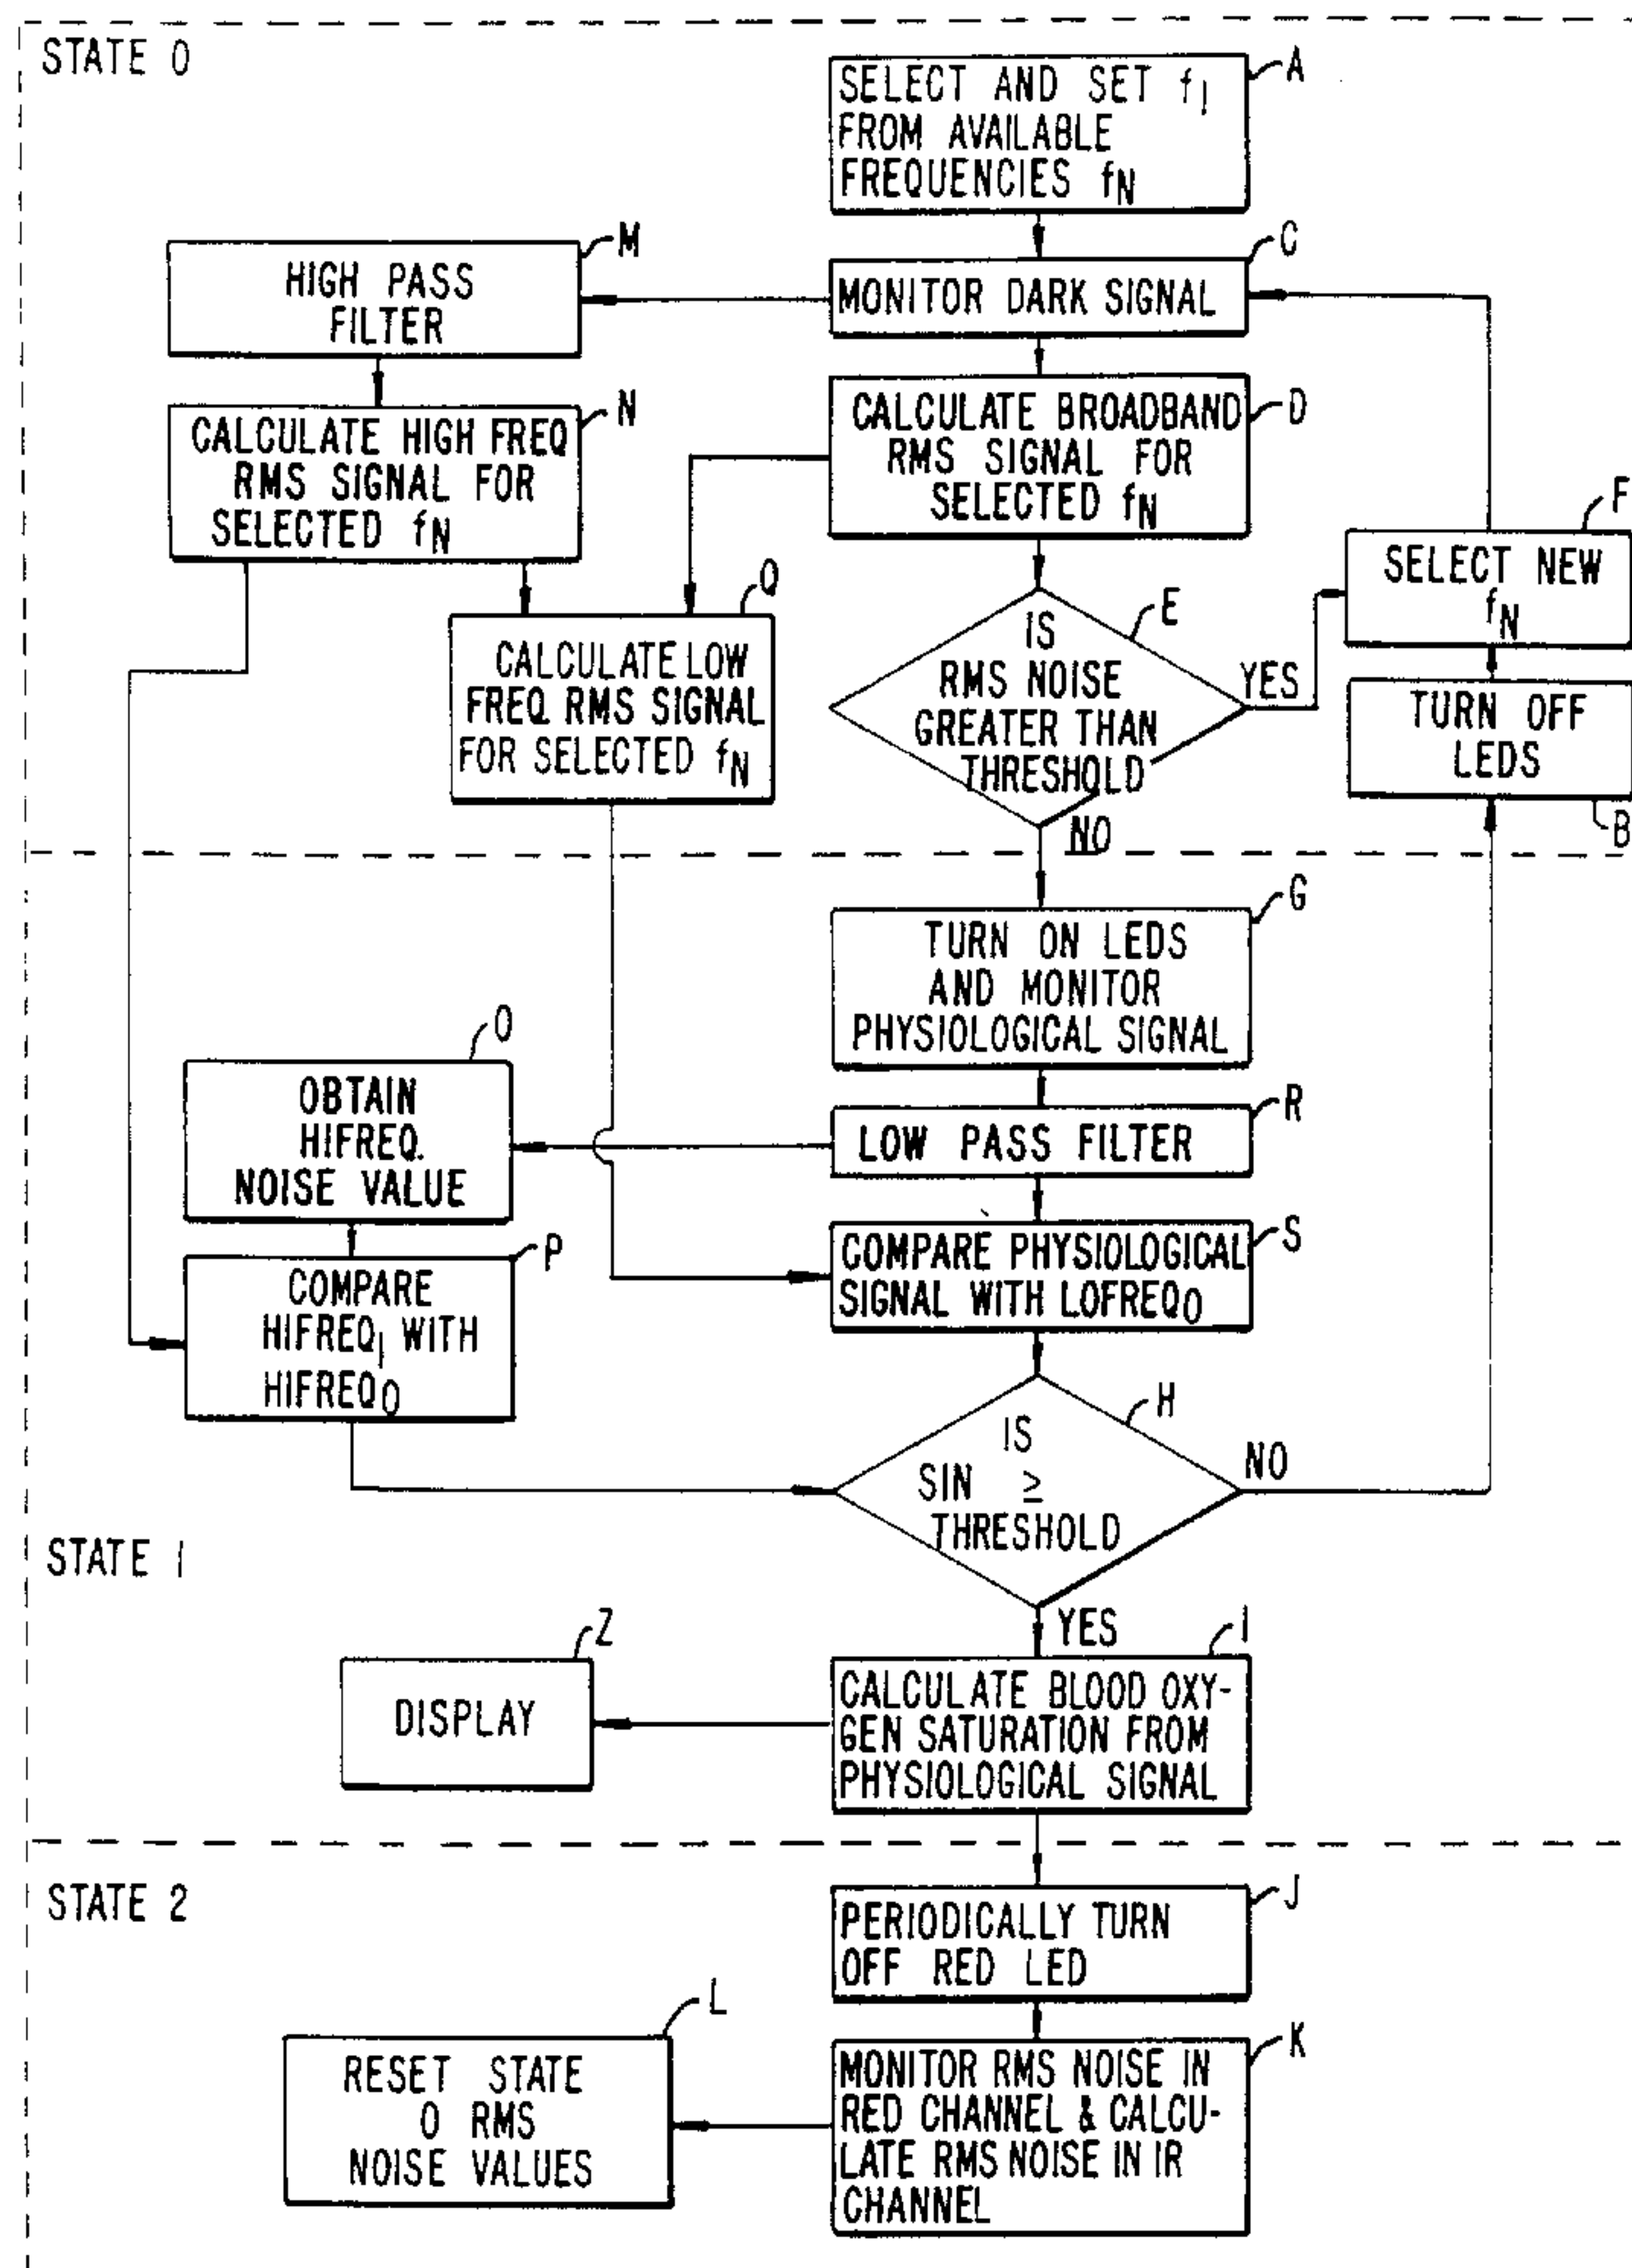 STATE 0
A
SELECT AND SET f1
FROM AVAILABLE
FREQUENCIES fN
M
HIGH PASS
FILTER
C
MONITOR DARK SIGNAL
N
CALCULATE HIGH FREQ
RMS SIGNAL FOR
SELECTED fN
D
CALCULATE BROADBAND
RMS SIGNAL FOR
SELECTED fN
F
SELECT NEW
fN
Q
CALCULATE LOW
FREQ. RMS SIGNAL
FOR SELECTED fN
E
IS
RMS NOISE
GREATER THAN
THRESHOLD
YES
NO
TURN OFF
LEDS
B
G
TURN ON LEDS
AND MONITOR
PHYSIOLOGICAL SIGNAL
O
OBTAIN
HIFREQ.
NOISE VALUE
R
LOW PASS FILTER
P
COMPARE
HIFREQ1 WITH
HIFREQ0
S
COMPARE PHYSIOLOGICAL
SIGNAL WITH LOFREQ0
H
IS
SIN ≥
THRESHOLD
NO
YES
STATE 1
Z
DISPLAY
I
CALCULATE BLOOD OXY-
GEN SATURATION FROM
PHYSIOLOGICAL SIGNAL
STATE 2
J
PERIODICALLY TURN
OFF RED LED
L
RESET STATE
0 RMS
NOISE VALUES
K
MONITOR RMS NOISE IN
RED CHANNEL & CALCU-
LATE RMS NOISE IN IR
CHANNEL